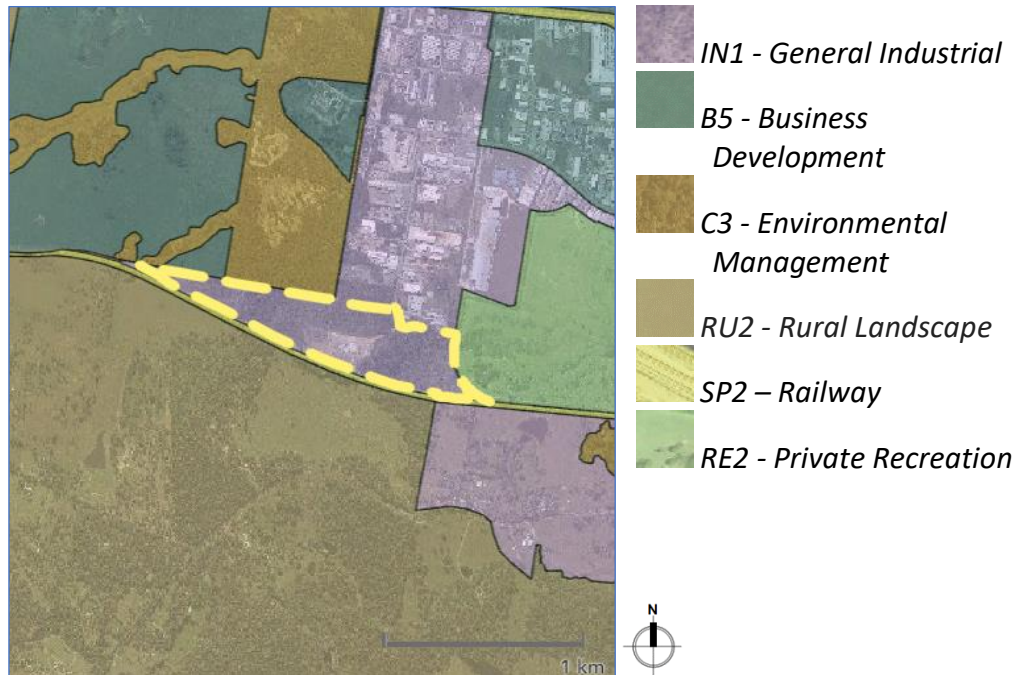 IN1 - General Industrial
B5 - Business
Development
C3 - Environmental
Management
RU2 - Rural Landscape
SP2 – Railway
RE2 - Private Recreation
N
1 km